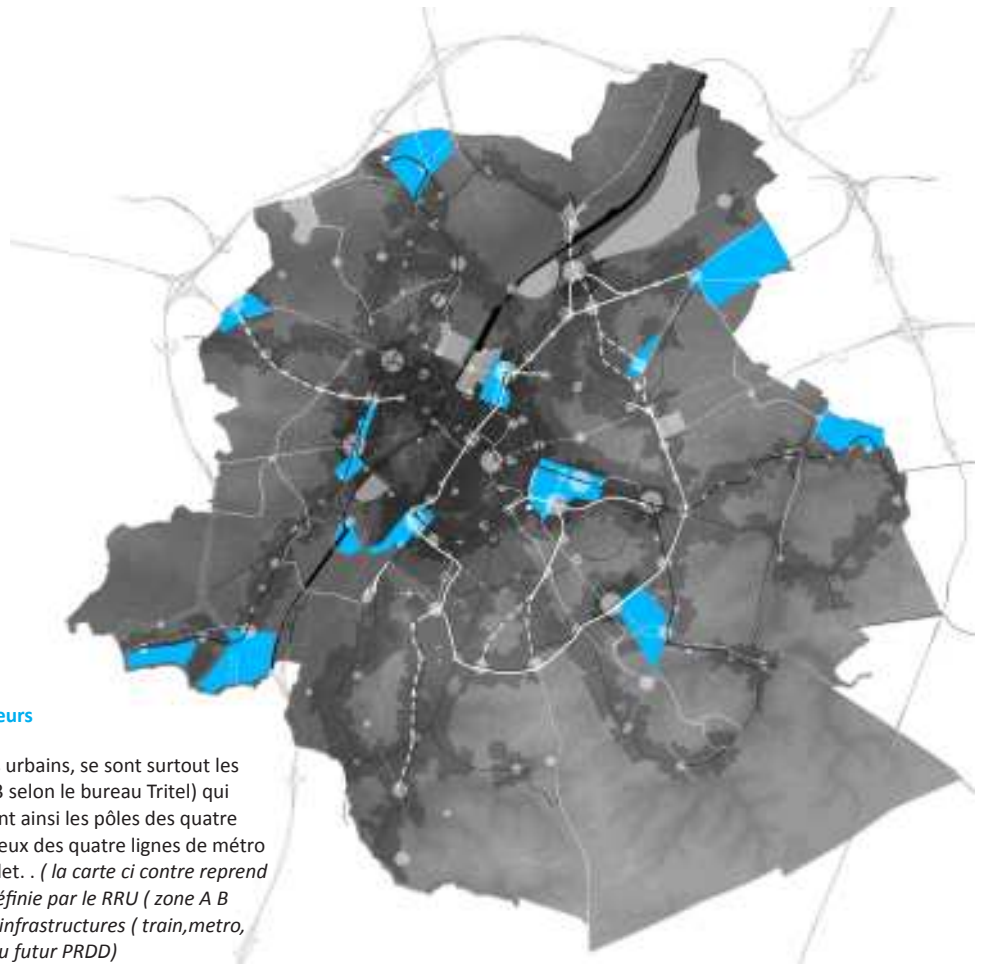 eurs
urbains, se sont surtout les
3 selon le bureau Tritel) qui
nt ainsi les pôles des quatre
eux des quatre lignes de métro
let. . ( la carte ci contre reprend
éfinie par le RRU ( zone A B
infrastructures ( train,metro,
u futur PRDD)